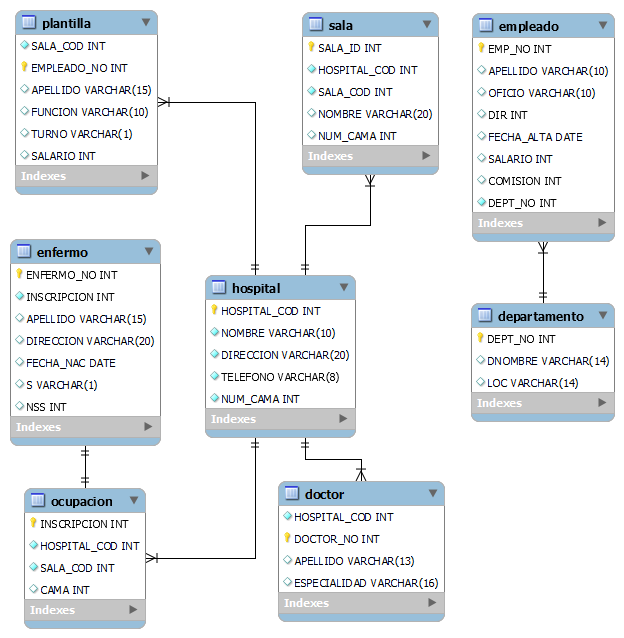 plantilla
SALA_COD INT
EMPLEADO_NO INT
APELLIDO VARCHAR(15)
FUNCION VARCHAR(10)
TURNO VARCHAR(1)
SALARIO INT
Indexes
sala
SALA_ID INT
HOSPITAL_COD INT
SALA_COD INT
NOMBRE VARCHAR(20)
NUM_CAMA INT
Indexes
empleado
EMP_NO INT
APELLIDO VARCHAR(10)
OFICIO VARCHAR(10)
DIR INT
FECHA_ALTA DATE
SALARIO INT
COMISION INT
DEPT_NO INT
Indexes
enfermo
ENFERMO_NO INT
INSCRIPCION INT
APELLIDO VARCHAR(15)
DIRECCION VARCHAR(20)
FECHA_NAC DATE
S VARCHAR(1)
NSS INT
Indexes
hospital
HOSPITAL_COD INT
NOMBRE VARCHAR(10)
DIRECCION VARCHAR(20)
TELEFONO VARCHAR(8)
NUM_CAMA INT
Indexes
departamento
DEPT_NO INT
DNOMBRE VARCHAR(14)
LOC VARCHAR(14)
Indexes
ocupacion
INSCRIPCION INT
HOSPITAL_COD INT
SALA_COD INT
CAMA INT
Indexes
doctor
HOSPITAL_COD INT
DOCTOR_NO INT
APELLIDO VARCHAR(13)
ESPECIALIDAD VARCHAR(16)
Indexes